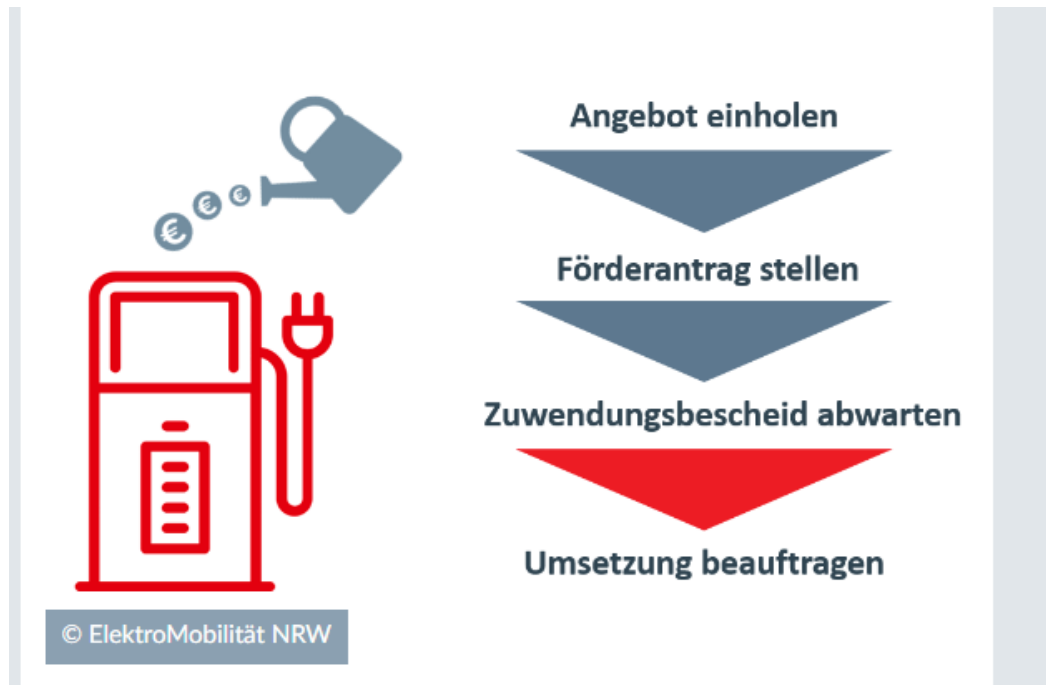 Angebot einholen
€ € €
Förderantrag stellen
Zuwendungsbescheid abwarten
Umsetzung beauftragen
© ElektroMobilität NRW